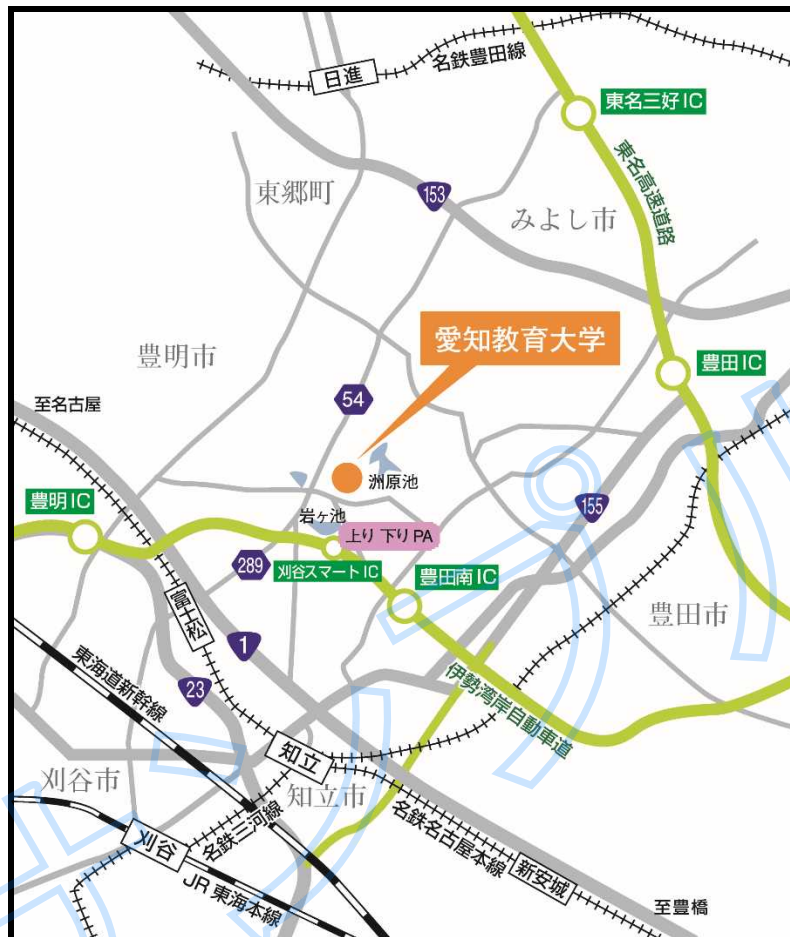 名鉄豊田線
日進
東名三好IC
東名高速道路
東郷町
153
みよし市
愛知教育大学
豊明市
豊田IC
54
至名古屋
洲原池
豊明IC
岩ヶ池
155
上り 下りPA
289
刈谷スマートIC
豊田南IC
富士松
豊田市
1
東海道新幹線
23
伊勢湾岸自動車道
知立
刈谷市
知立市
刈谷
名鉄三河線
名鉄名古屋本線
新安城
JR東海本線
至豊橋